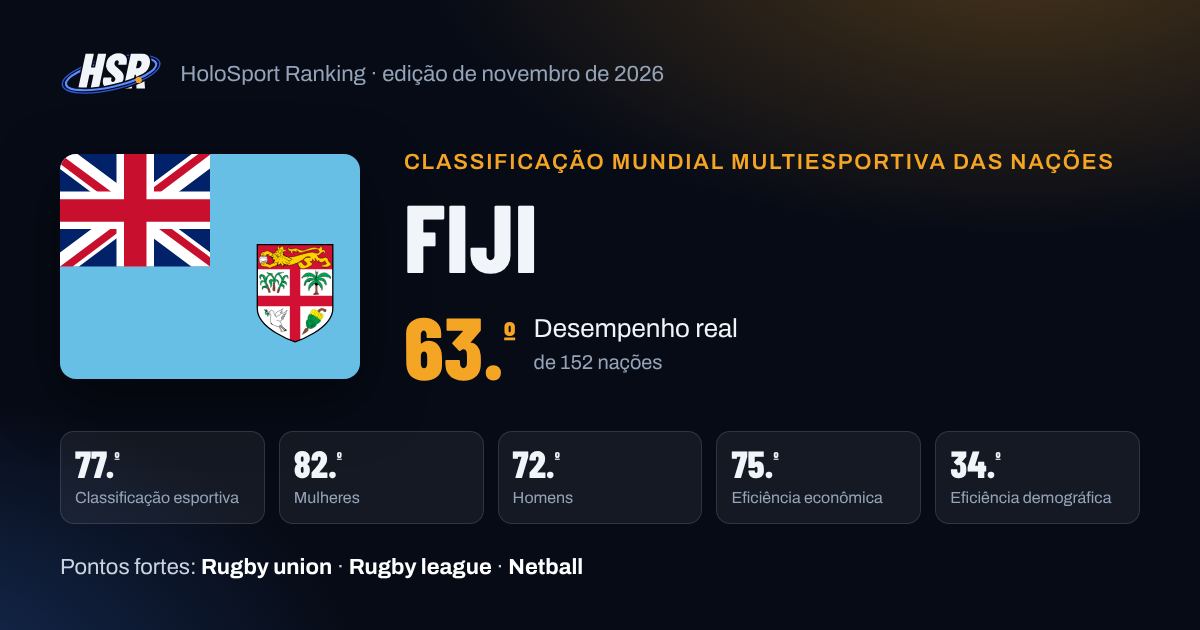 HSR
HoloSport Ranking · edição de novembro de 2026
CLASSIFICAÇÃO MUNDIAL MULTIESPORTIVA DAS NAÇÕES
FIJI
63.º
Desempenho real
de 152 nações
77.º
Classificação esportiva
82.º
Mulheres
72.º
Homens
75.º
Eficiência econômica
34.º
Eficiência demográfica
Pontos fortes: Rugby union · Rugby league · Netball